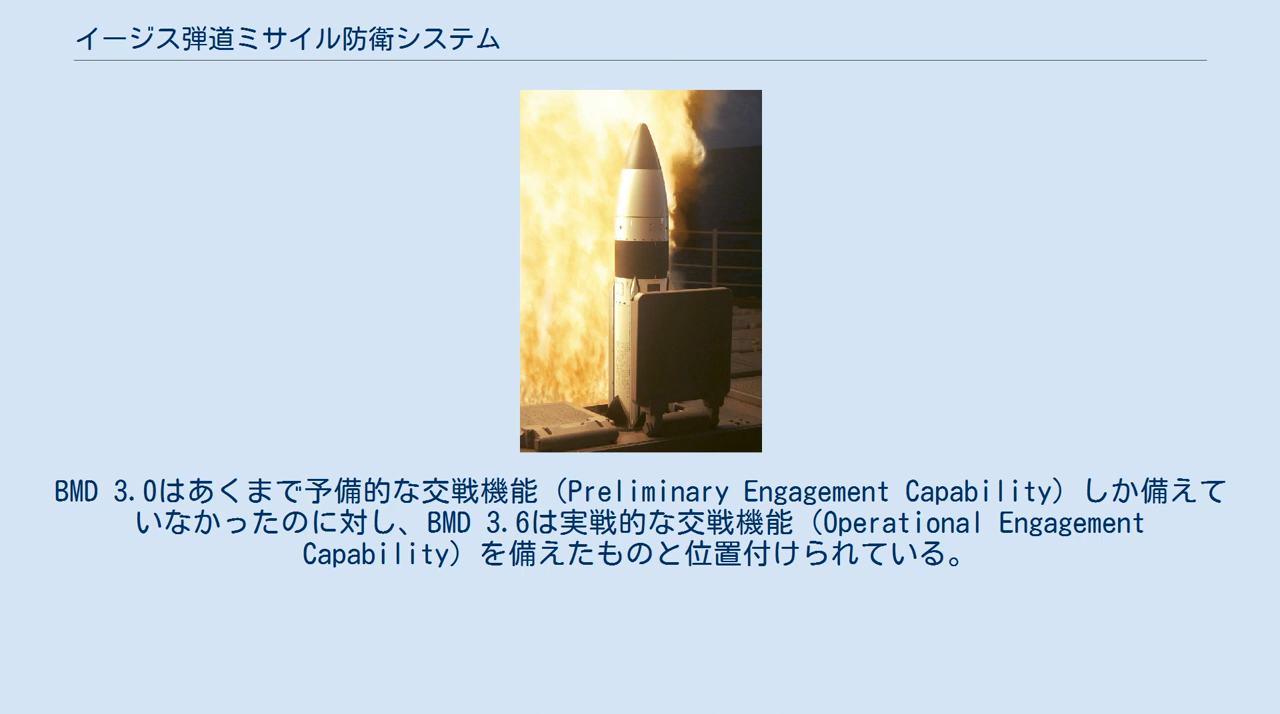 イージス弾道ミサイル防衛システム
BMD 3.0はあくまで予備的な交戦機能（Preliminary Engagement Capability）しか備えて
いなかったのに対し、BMD 3.6は実戦的な交戦機能（Operational Engagement
Capability）を備えたものと位置付けられている。